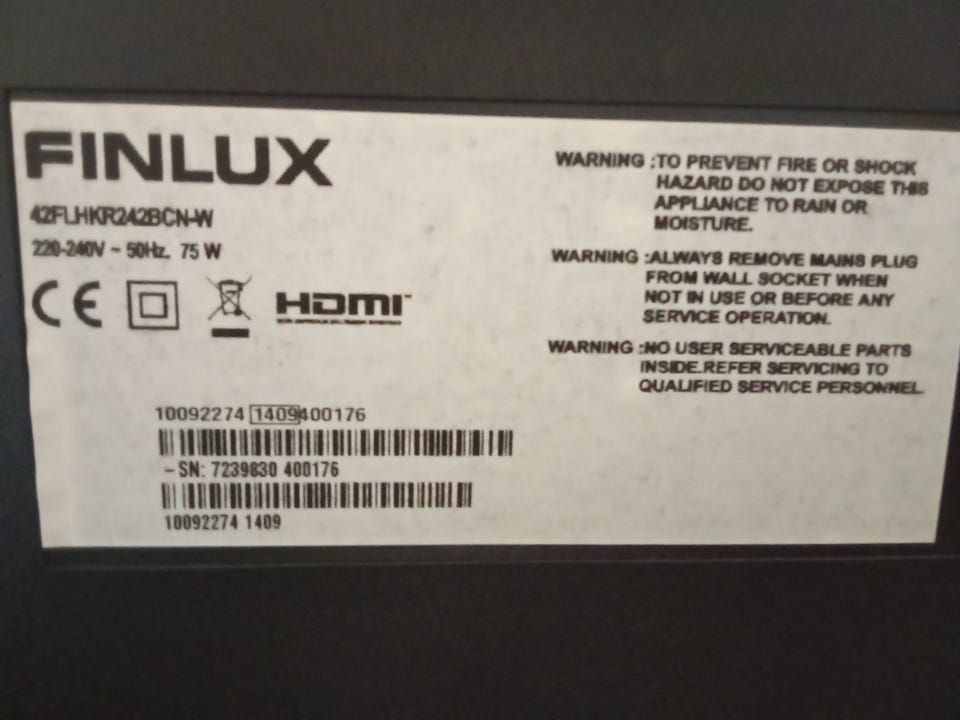 FINLUX
42FLHKR242BCN-W
220-240V ~ 50Hz. 75 W
CE
HDMI
WARNING :TO PREVENT FIRE OR SHOCK
HAZARD DO NOT EXPOSE THIS
APPLIANCE TO RAIN OR
MOISTURE.
WARNING :ALWAYS REMOVE MAINS PLUG
FROM WALL SOCKET WHEN
NOT IN USE OR BEFORE ANY
SERVICE OPERATION.
WARNING :NO USER SERVICEABLE PARTS
INSIDE.REFER SERVICING TO
QUALIFIED SERVICE PERSONNEL
10092274 1409400176
-SN: 7239830 400176
10092274 1409